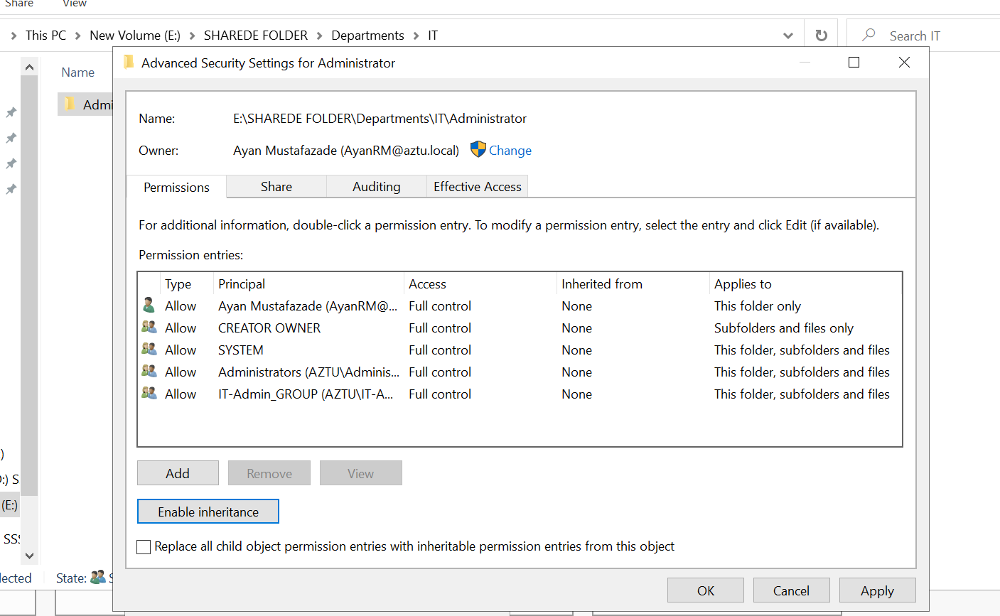 Share View
This PC > New Volume (E:) > SHAREDE FOLDER > Departments > IT
Search IT
Advanced Security Settings for Administrator
Name
Admi
Name: E:\SHAREDE FOLDER\Departments\IT\Administrator
Owner: Ayan Mustafazade (AyanRM@aztu.local) Change
Permissions Share Auditing Effective Access
For additional information, double-click a permission entry. To modify a permission entry, select the entry and click Edit (if available).
Permission entries:
Type Principal Access Inherited from Applies to
Allow Ayan Mustafazade (AyanRM@... Full control None This folder only
Allow CREATOR OWNER Full control None Subfolders and files only
Allow SYSTEM Full control None This folder, subfolders and files
Allow Administrators (AZTU\Adminis... Full control None This folder, subfolders and files
Allow IT-Admin_GROUP (AZTU\IT-A... Full control None This folder, subfolders and files
)
:) S
(E:)
SSS
Add Remove View
Enable inheritance
Replace all child object permission entries with inheritable permission entries from this object
lected State: S
OK Cancel Apply